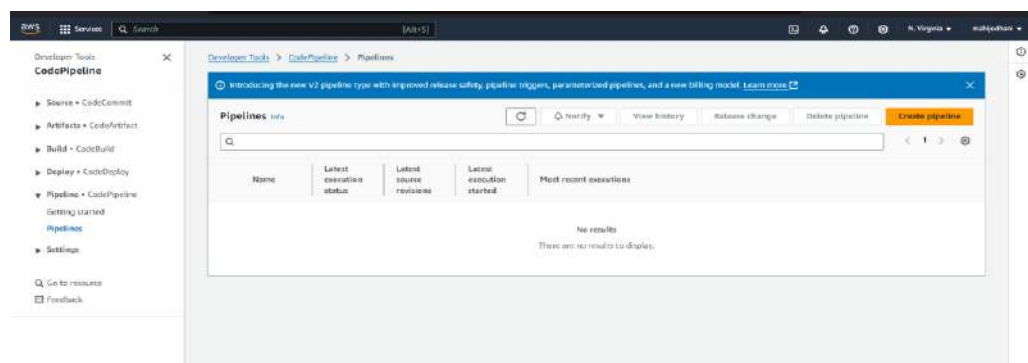 aws
Services
Search
[Alt+S]
N. Virginia
mahijodhani
Developer Tools
CodePipeline
Source • CodeCommit
Artifacts • CodeArtifact
Build • CodeBuild
Deploy • CodeDeploy
Pipeline • CodePipeline
Getting started
Pipelines
Settings
Go to resource
Feedback
Developer Tools > CodePipeline > Pipelines
Introducing the new V2 pipeline type with improved release safety, pipeline triggers, parameterized pipelines, and a new billing model. Learn more
Pipelines Info
Notify
View history
Release change
Delete pipeline
Create pipeline
1
Name
Latest execution status
Latest source revisions
Latest execution started
Most recent executions
No results
There are no results to display.